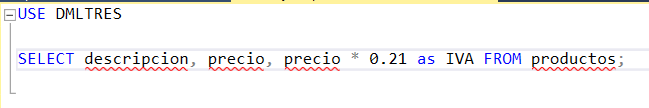 USE DMLTRES
SELECT descripcion, precio, precio * 0.21 as IVA FROM productos;